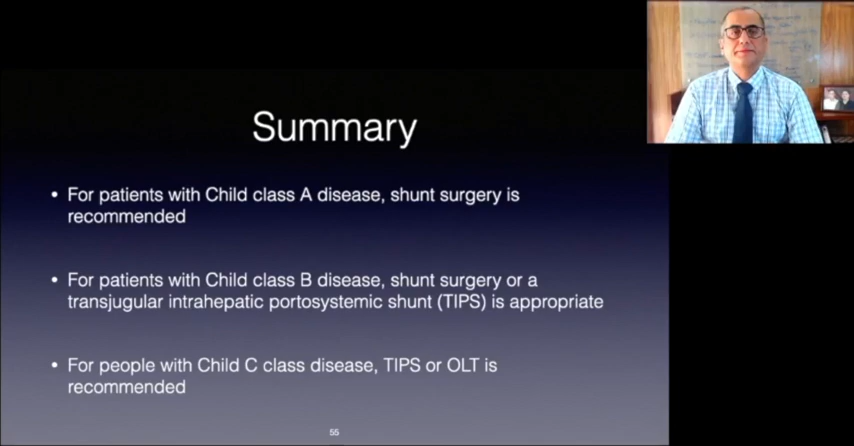 Summary
• For patients with Child class A disease, shunt surgery is
recommended
• For patients with Child class B disease, shunt surgery or a
transjugular intrahepatic portosystemic shunt (TIPS) is appropriate
• For people with Child C class disease, TIPS or OLT is
recommended
55